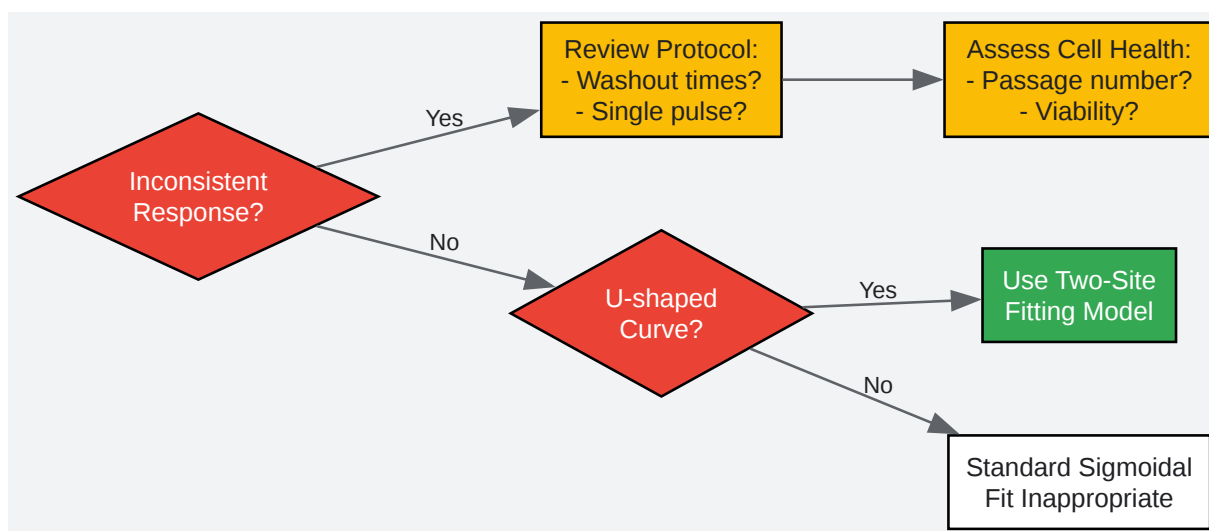 Review Protocol:
- Washout times?
- Single pulse?
Assess Cell Health:
- Passage number?
- Viability?
Yes
Inconsistent
Response?
No
U-shaped
Curve?
Yes
Use Two-Site
Fitting Model
No
Standard Sigmoidal
Fit Inappropriate